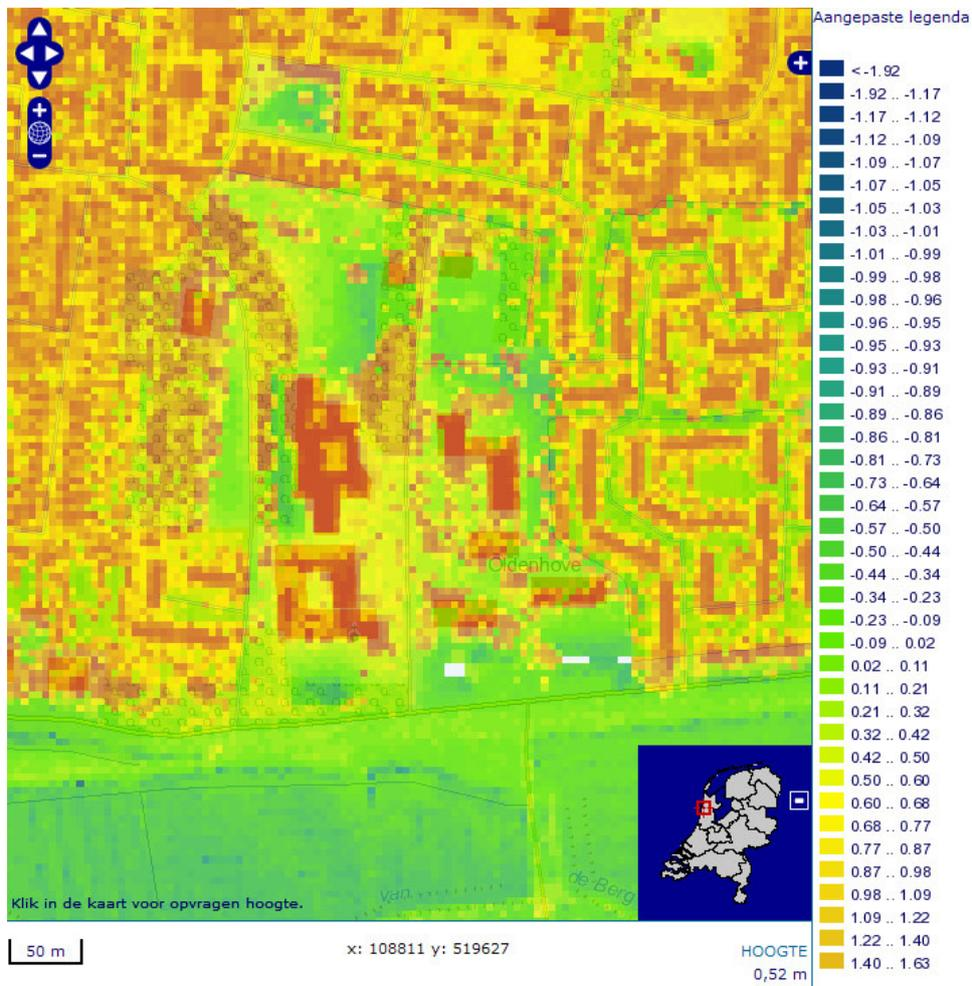 Aangepaste legenda
<-1.92
-1.92 .. -1.17
-1.17 .. -1.12
-1.12 .. -1.09
-1.09 .. -1.07
-1.07 .. -1.05
-1.05 .. -1.03
-1.03 .. -1.01
-1.01 .. -0.99
-0.99 .. -0.98
-0.98 .. -0.96
-0.96 .. -0.95
-0.95 .. -0.93
-0.93 .. -0.91
-0.91 .. -0.89
-0.89 .. -0.86
-0.86 .. -0.81
-0.81 .. -0.73
-0.73 .. -0.64
-0.64 .. -0.57
-0.57 .. -0.50
-0.50 .. -0.44
-0.44 .. -0.34
-0.34 .. -0.23
-0.23 .. -0.09
-0.09 .. 0.02
0.02 .. 0.11
0.11 .. 0.21
0.21 .. 0.32
0.32 .. 0.42
0.42 .. 0.50
0.50 .. 0.60
0.60 .. 0.68
0.68 .. 0.77
0.77 .. 0.87
0.87 .. 0.98
0.98 .. 1.09
1.09 .. 1.22
1.22 .. 1.40
1.40 .. 1.63
Oldenhove
Van
de Berg
Klik in de kaart voor opvragen hoogte.
50 m
x: 108811 y: 519627
HOOGTE
0,52 m